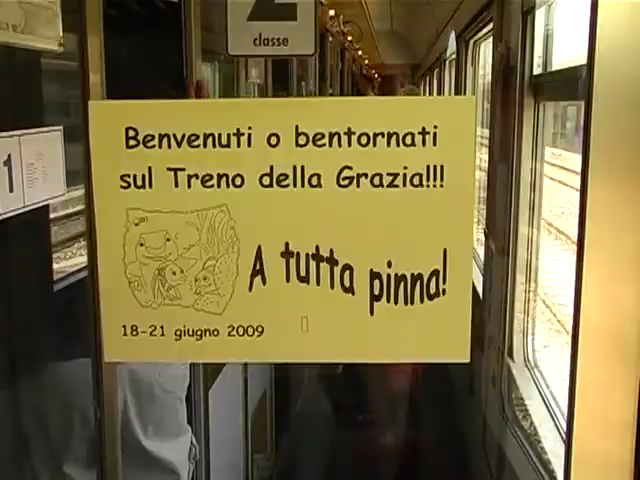 2
classe
1
Benvenuti o bentornati
sul Treno della Grazia!!!
A tutta pinna!
18-21 giugno 2009